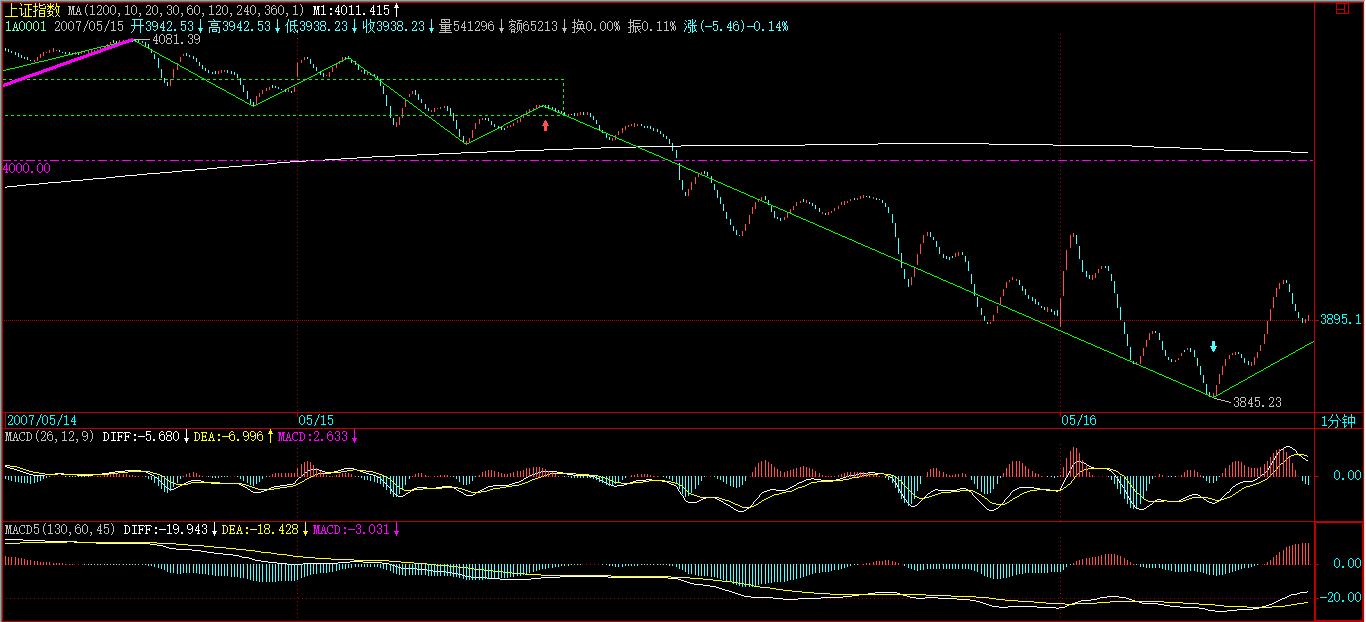 上证指数 MA(1200,10,20,30,60,120,240,360,1) M1:4011.415↑
1A0001 2007/05/15 开3942.53↓高3942.53↓低3938.23↓收3938.23↓量541296↓额65213↓换0.00% 振0.11% 涨(-5.46)-0.14%
4081.39
4000.00
3895.1
3845.23
2007/05/14 05/15 05/16 1分钟
MACD(26,12,9) DIFF:-5.680↓DEA:-6.996↑MACD:2.633↓
0.00
MACD5(130,60,45) DIFF:-19.943↓DEA:-18.428↓MACD:-3.031↓
0.00
-20.00